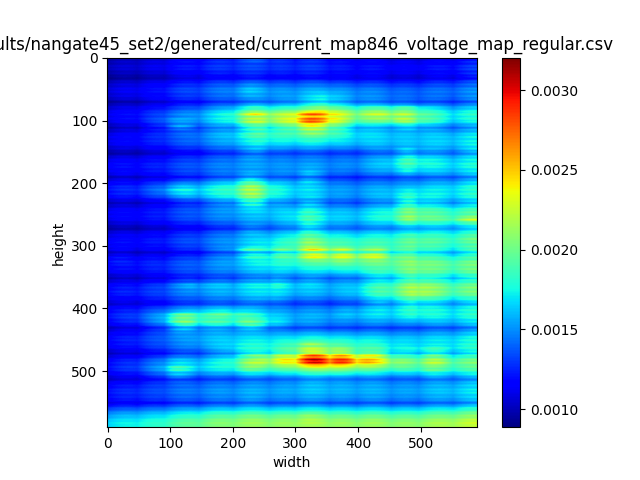 ults/nangate45_set2/generated/current_map846_voltage_map_regular.csv
0
100
200
300
400
500
height
0 100 200 300 400 500
width
0.0030
0.0025
0.0020
0.0015
0.0010